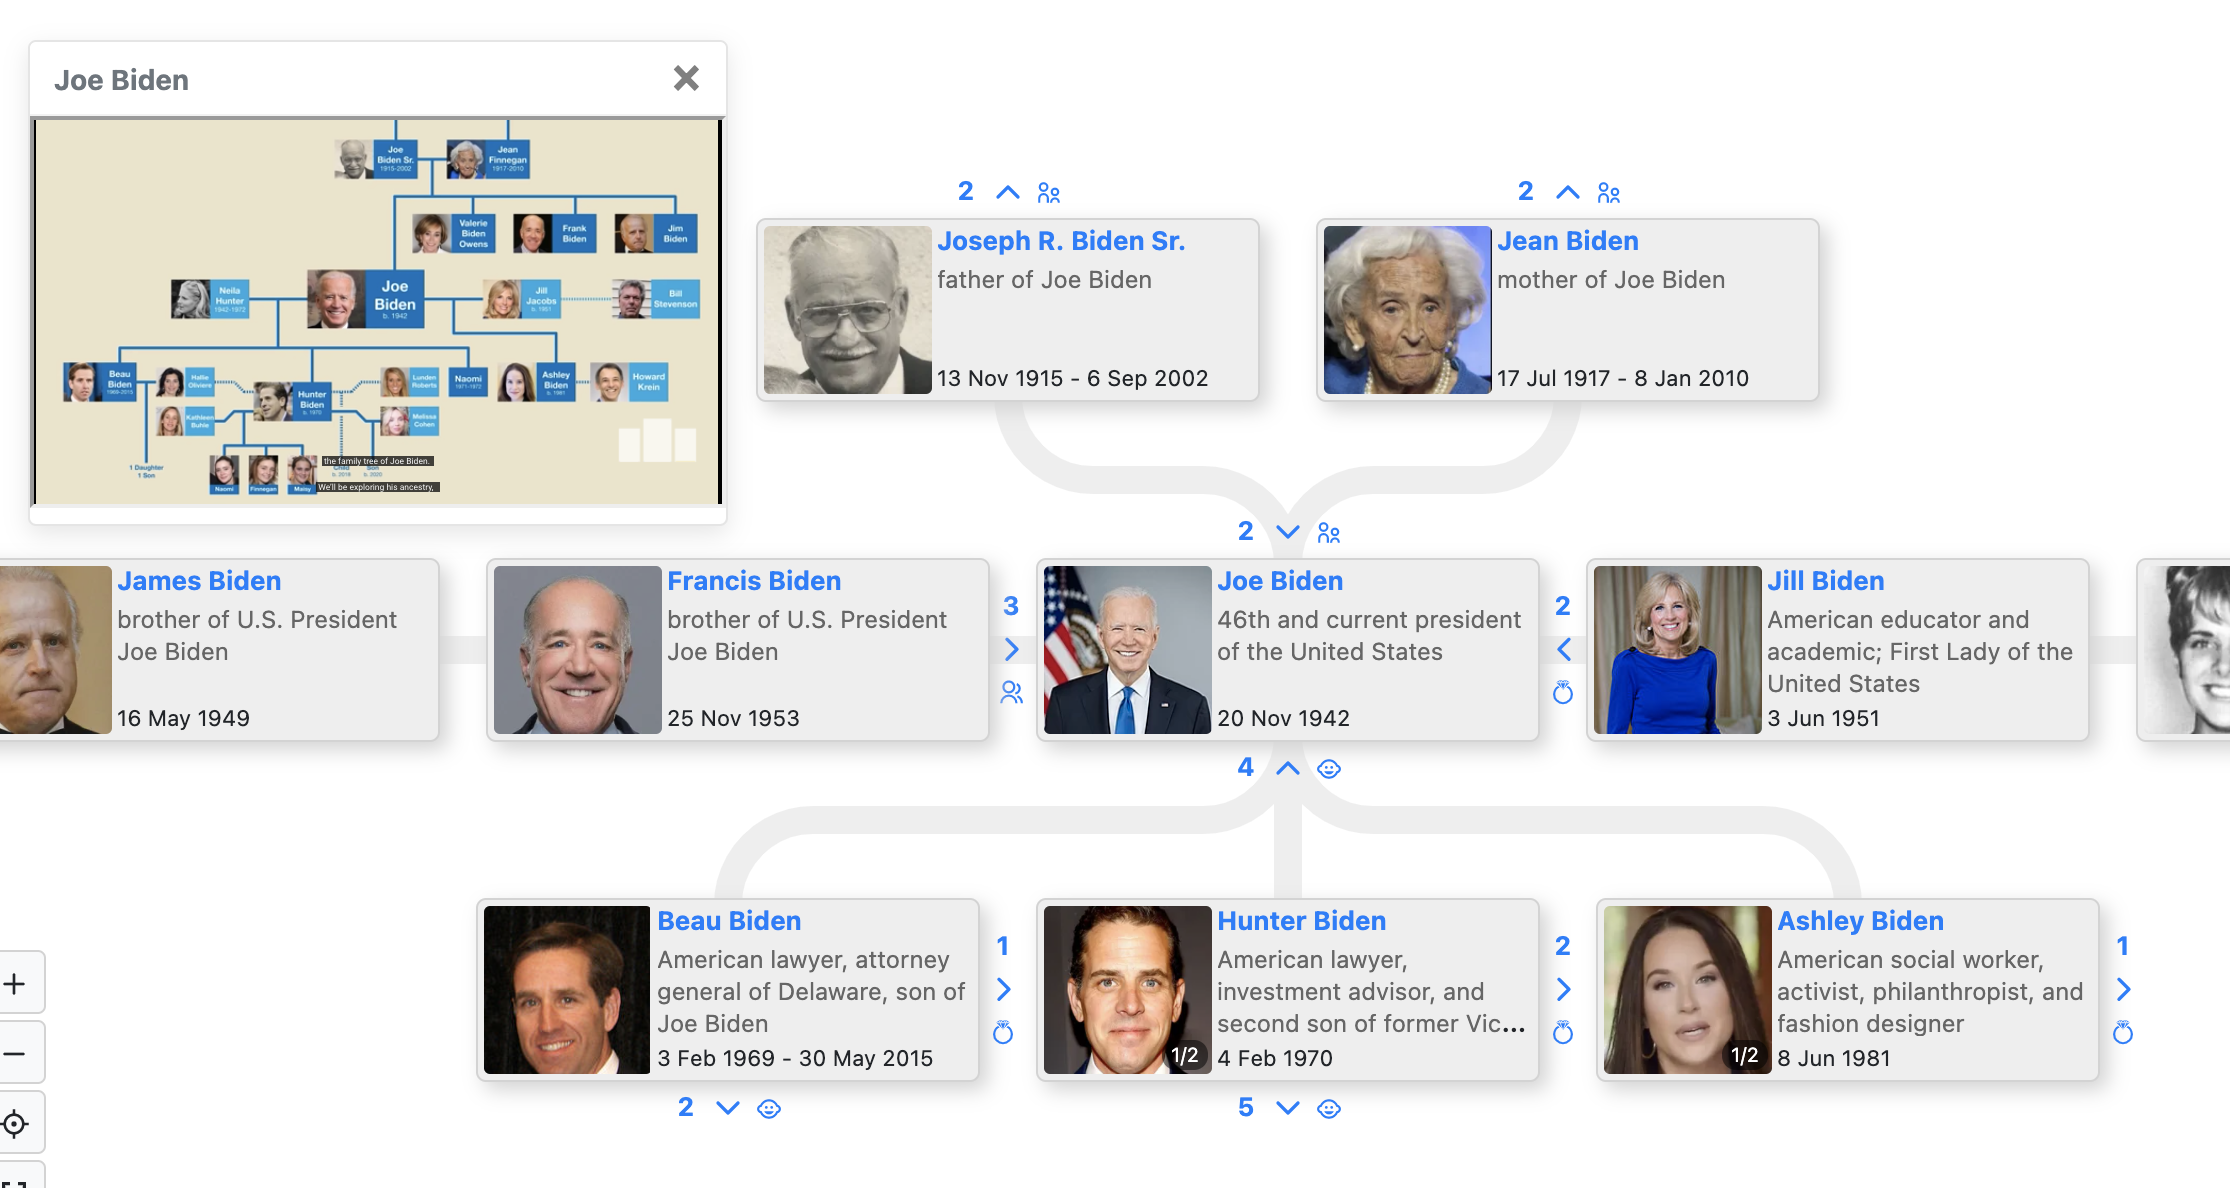 Joe Biden
Joe
Biden Sr.
1915-2002
Jean
Finnegan
1917-2010
Valerie
Biden
Owens
Frank
Biden
Jim
Biden
Neila
Hunter
1942-1972
Joe
Biden
b. 1942
Jill
Jacobs
b. 1951
Bill
Stevenson
Beau
Biden
1969-2015
Hallie
Oliviere
Kathleen
Buhle
Hunter
Biden
b. 1970
Lunden
Roberts
Melissa
Cohen
Naomi
1971-1972
Ashley
Biden
b. 1981
Howard
Krein
1 Daughter
1 Son
Naomi
Finnegan
Maisy
Child
b. 2018
Son
b. 2020
the family tree of Joe Biden.
We'll be exploring his ancestry,
2
2
Joseph R. Biden Sr.
father of Joe Biden
13 Nov 1915 - 6 Sep 2002
Jean Biden
mother of Joe Biden
17 Jul 1917 - 8 Jan 2010
2
James Biden
brother of U.S. President
Joe Biden
16 May 1949
Francis Biden
brother of U.S. President
Joe Biden
25 Nov 1953
3
Joe Biden
46th and current president
of the United States
20 Nov 1942
2
Jill Biden
American educator and
academic; First Lady of the
United States
3 Jun 1951
4
Beau Biden
American lawyer, attorney
general of Delaware, son of
Joe Biden
3 Feb 1969 - 30 May 2015
1
Hunter Biden
American lawyer,
investment advisor, and
second son of former Vic...
1/2
4 Feb 1970
2
Ashley Biden
American social worker,
activist, philanthropist, and
fashion designer
1/2
8 Jun 1981
1
2
5